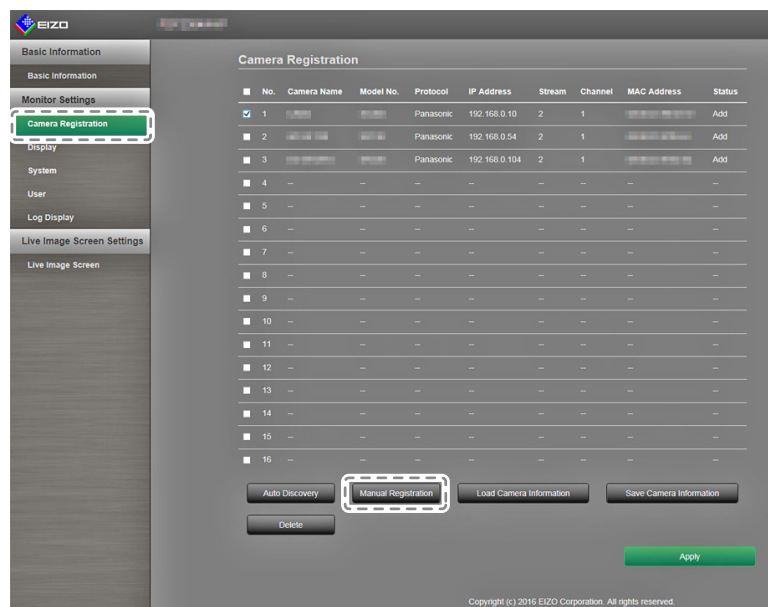 EIZO
Basic Information
Basic Information
Monitor Settings
Camera Registration
Display
System
User
Log Display
Live Image Screen Settings
Live Image Screen
Camera Registration
No. Camera Name Model No. Protocol IP Address Stream Channel MAC Address Status
1 Panasonic 192.168.0.10 2 1 Add
2 Panasonic 192.168.0.54 2 1 Add
3 Panasonic 192.168.0.104 2 1 Add
4 -- -- -- -- -- -- -- --
5 -- -- -- -- -- -- -- --
6 -- -- -- -- -- -- -- --
7 -- -- -- -- -- -- -- --
8 -- -- -- -- -- -- -- --
9 -- -- -- -- -- -- -- --
10 -- -- -- -- -- -- -- --
11 -- -- -- -- -- -- -- --
12 -- -- -- -- -- -- -- --
13 -- -- -- -- -- -- -- --
14 -- -- -- -- -- -- -- --
15 -- -- -- -- -- -- -- --
16 -- -- -- -- -- -- -- --
Auto Discovery Manual Registration Load Camera Information Save Camera Information
Delete
Apply
Copyright (c) 2016 EIZO Corporation. All rights reserved.